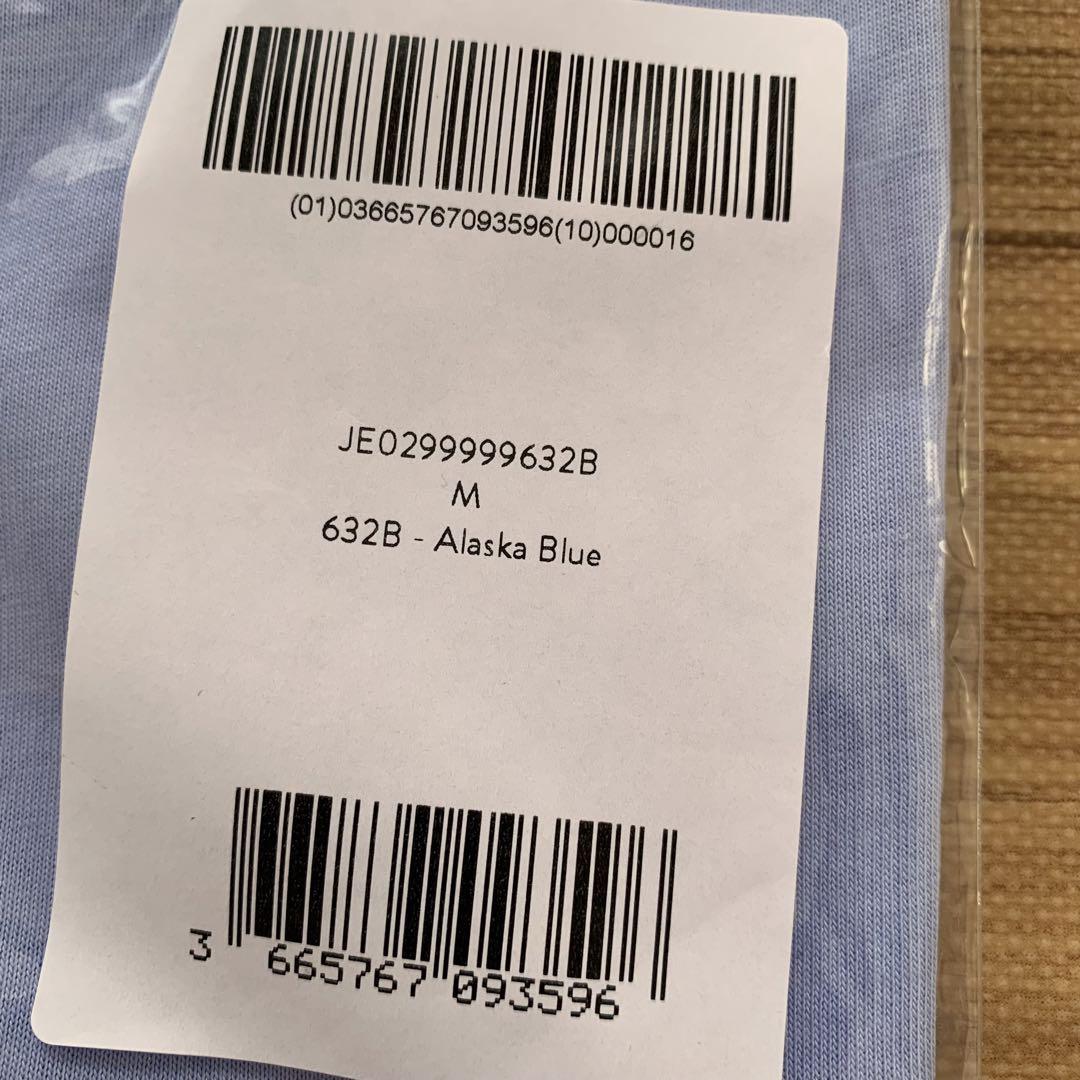 (01)03665767093596(10)000016
JE0299999632B
M
632B - Alaska Blue
3 665767 093596